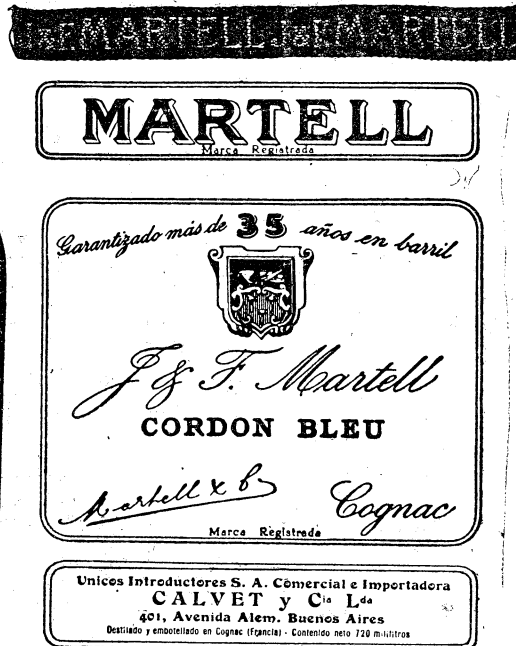 J&F MARTELL J&F MARTELL
MARTELL
Marca Registrada
Garantizado más de 35 años en barril
J & F. Martell
CORDON BLEU
Martell & Co
Cognac
Marca Registrada
Unicos Introductores S. A. Comercial e Importadora
CALVET y Cia Lda
401, Avenida Alem. Buenos Aires
Destilado y embotellado en Cognac (Francia) - Contenido neto 720 mililitros